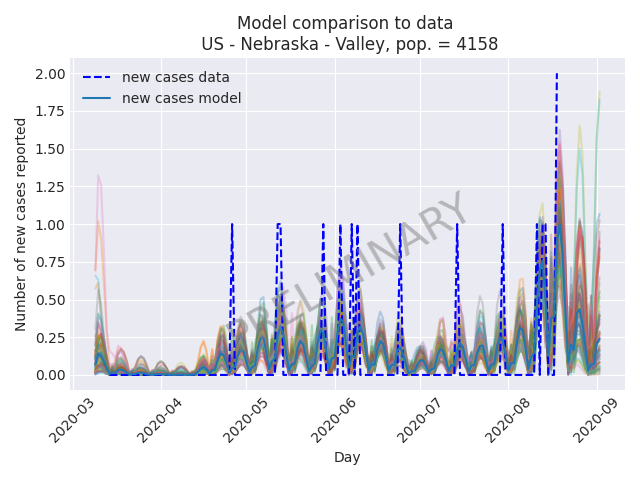 Model comparison to data
US - Nebraska - Valley, pop. = 4158
new cases data
new cases model
Number of new cases reported
2.00
1.75
1.50
1.25
1.00
0.75
0.50
0.25
0.00
PRELIMINARY
2020-03
2020-04
2020-05
2020-06
2020-07
2020-08
2020-09
Day